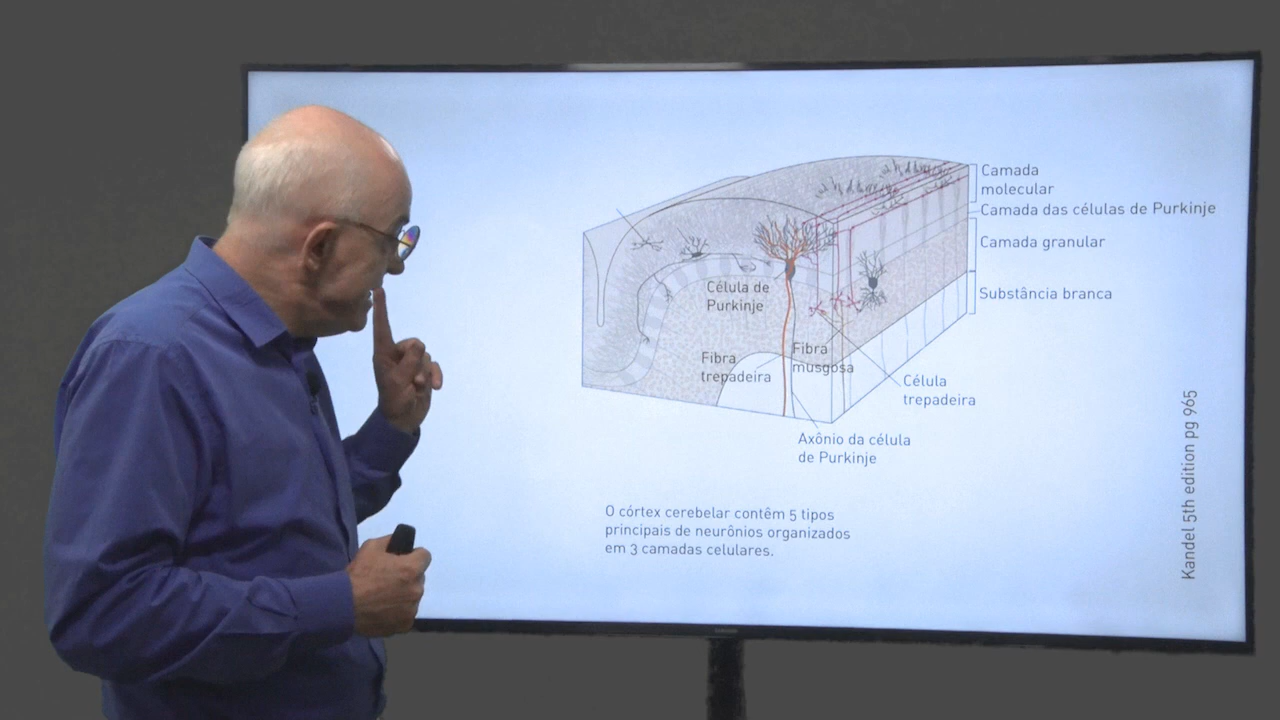 Camada
molecular
Camada das células de Purkinje
Camada granular
Substância branca
Célula de
Purkinje
Fibra
trepadeira
Fibra
musgosa
Célula
trepadeira
Axônio da célula
de Purkinje
O córtex cerebelar contêm 5 tipos
principais de neurônios organizados
em 3 camadas celulares.
Kandel 5th edition pg 965